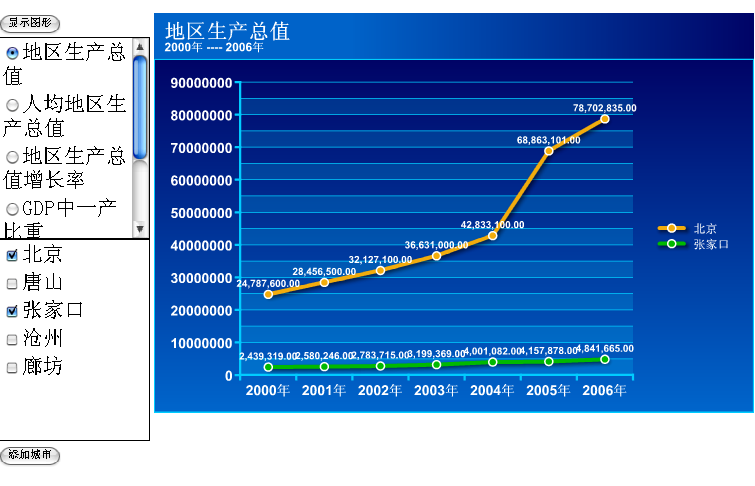 显示图形
地区生产总
值
人均地区生
产总值
地区生产总
值增长率
GDP中一产
比重
北京
唐山
张家口
沧州
廊坊
添加城市
地区生产总值
2000年 ---- 2006年
90000000
80000000
70000000
60000000
50000000
40000000
30000000
20000000
10000000
0
78,702,835.00
68,863,101.00
42,833,100.00
36,631,000.00
32,127,100.00
28,456,500.00
24,787,600.00
2,439,319.00 2,580,246.00 2,783,715.00 3,199,369.00 4,001,082.00 4,157,878.00 4,841,665.00
2000年 2001年 2002年 2003年 2004年 2005年 2006年
北京
张家口